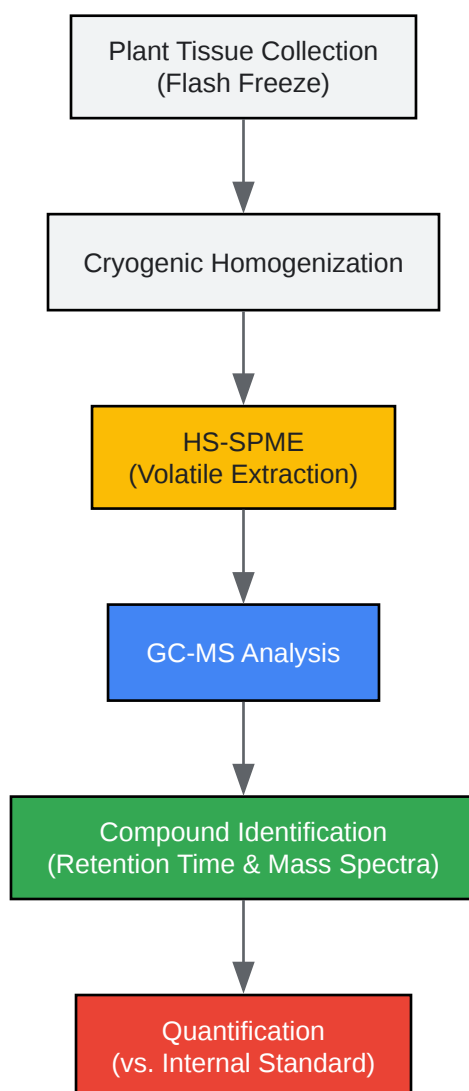 Plant Tissue Collection
(Flash Freeze)
Cryogenic Homogenization
HS-SPME
(Volatile Extraction)
GC-MS Analysis
Compound Identification
(Retention Time & Mass Spectra)
Quantification
(vs. Internal Standard)